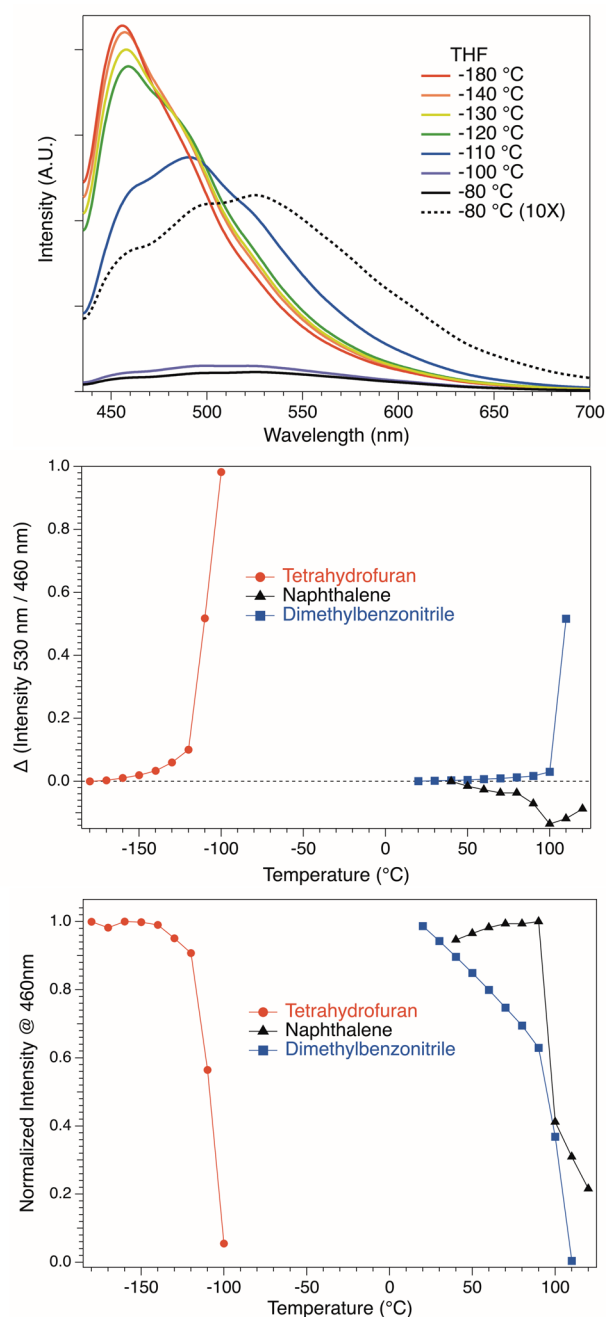 THF
-180 °C
-140 °C
-130 °C
-120 °C
-110 °C
-100 °C
-80 °C
-80 °C (10X)
Intensity (A.U.)
450 500 550 600 650 700
Wavelength (nm)
1.0
0.8
0.6
0.4
0.2
0.0
Δ (Intensity 530 nm / 460 nm)
Tetrahydrofuran
Naphthalene
Dimethylbenzonitrile
-150 -100 -50 0 50 100
Temperature (°C)
1.0
0.8
0.6
0.4
0.2
0.0
Normalized Intensity @ 460nm
Tetrahydrofuran
Naphthalene
Dimethylbenzonitrile
-150 -100 -50 0 50 100
Temperature (°C)